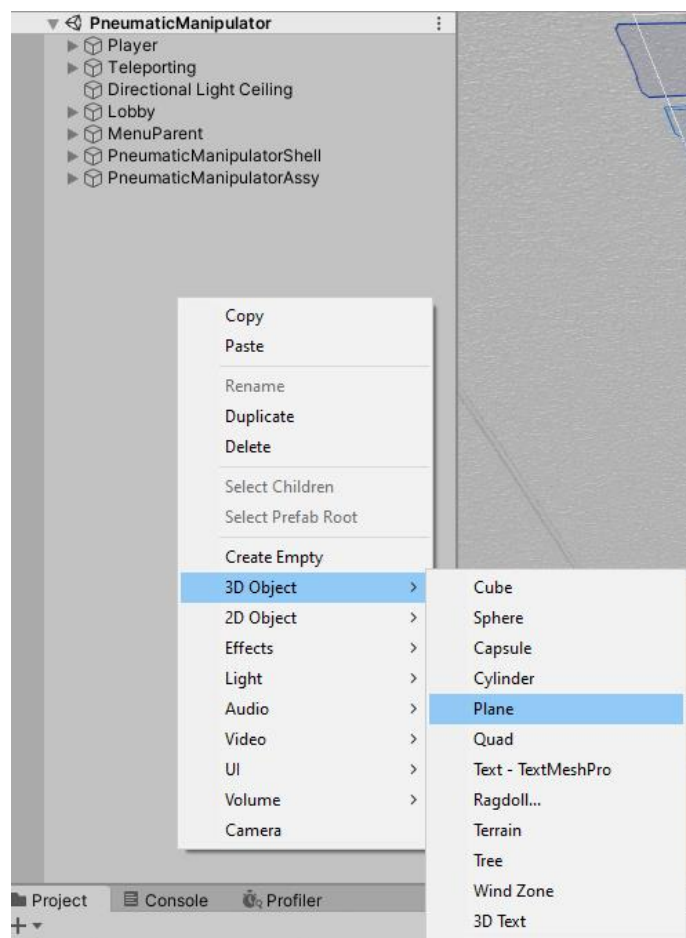 PneumaticManipulator
Player
Teleporting
Directional Light Ceiling
Lobby
MenuParent
PneumaticManipulatorShell
PneumaticManipulatorAssy
Copy
Paste
Rename
Duplicate
Delete
Select Children
Select Prefab Root
Create Empty
3D Object
2D Object
Effects
Light
Audio
Video
UI
Volume
Camera
Cube
Sphere
Capsule
Cylinder
Plane
Quad
Text - TextMeshPro
Ragdoll...
Terrain
Tree
Wind Zone
3D Text
Project Console Profiler